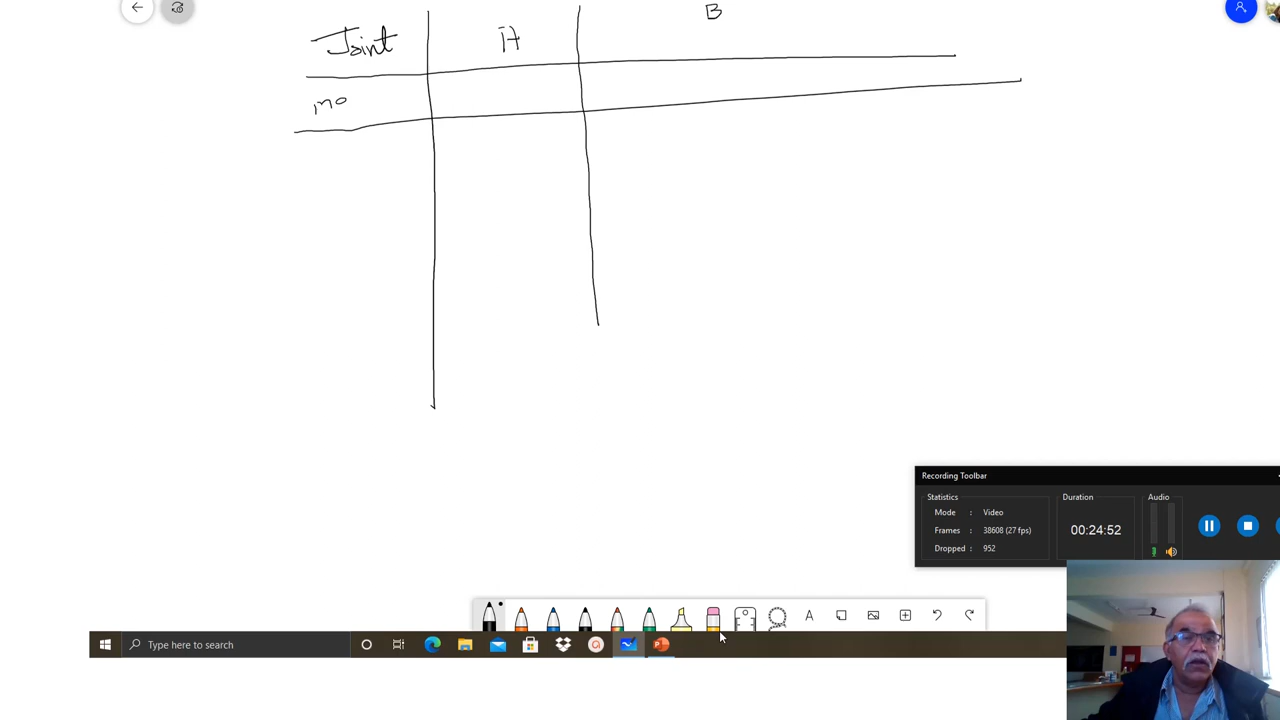 B
Joint A
mo
Recording Toolbar
Statistics Duration Audio
Mode : Video
Frames : 38608 (27 fps)
00:24:52
Dropped : 952
A
Type here to search